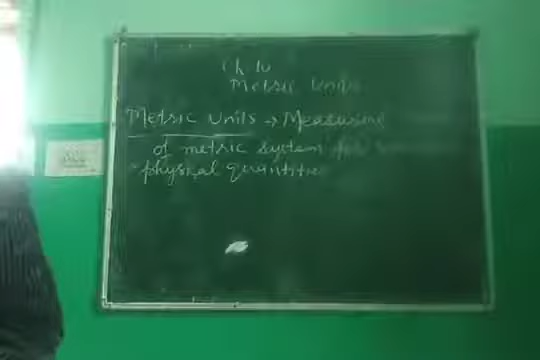 Ch 10
Metric Units
Metric Units → Measuring
of metric system
physical quantities